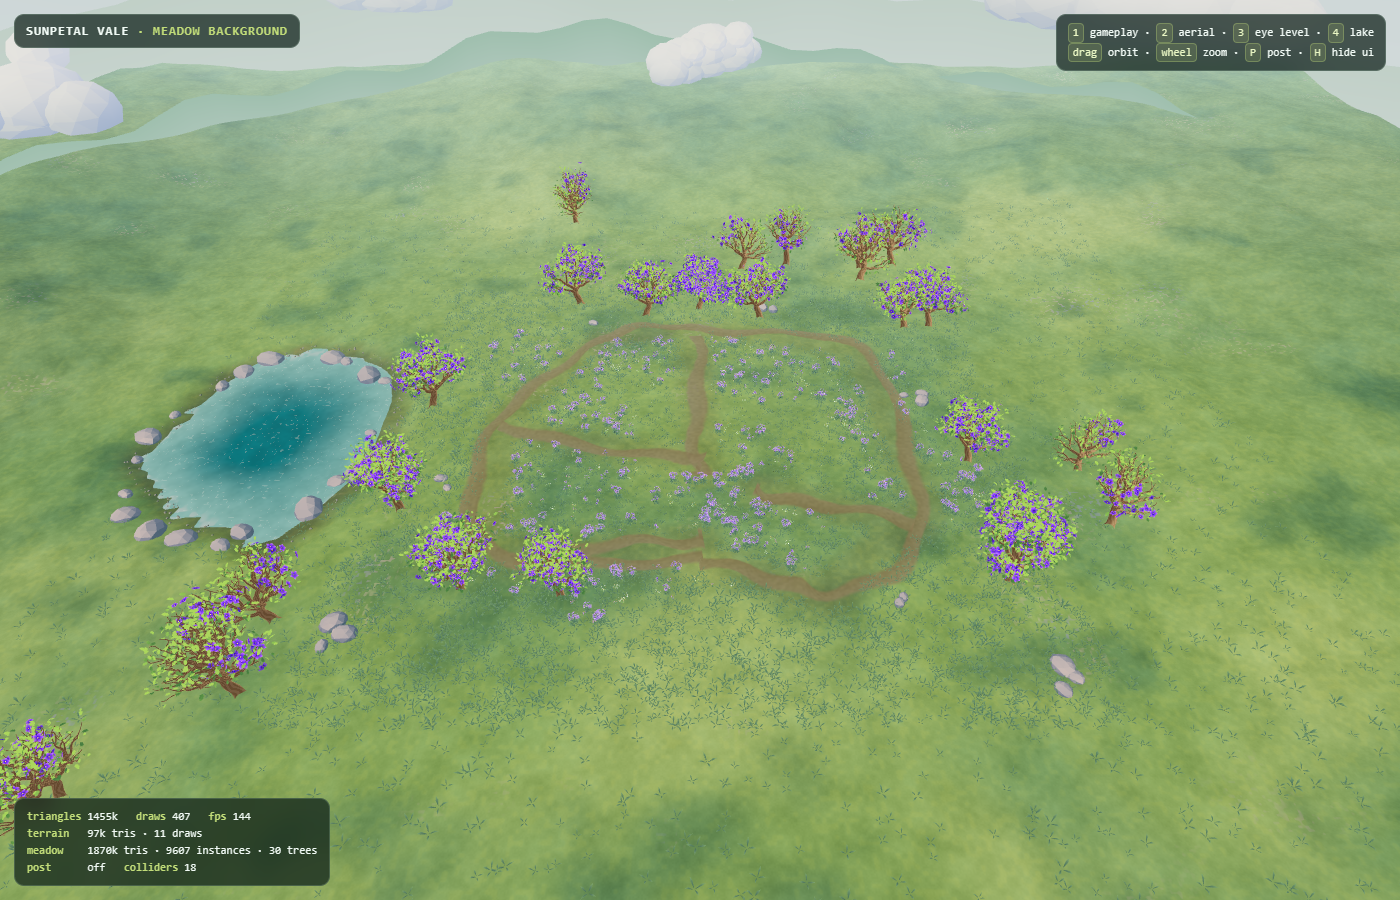 SUNPETAL VALE · MEADOW BACKGROUND
1 gameplay · 2 aerial · 3 eye level · 4 lake
drag orbit · wheel zoom · P post · H hide ui
triangles 1455k draws 407 fps 144
terrain 97k tris · 11 draws
meadow 1870k tris · 9607 instances · 30 trees
post off colliders 18